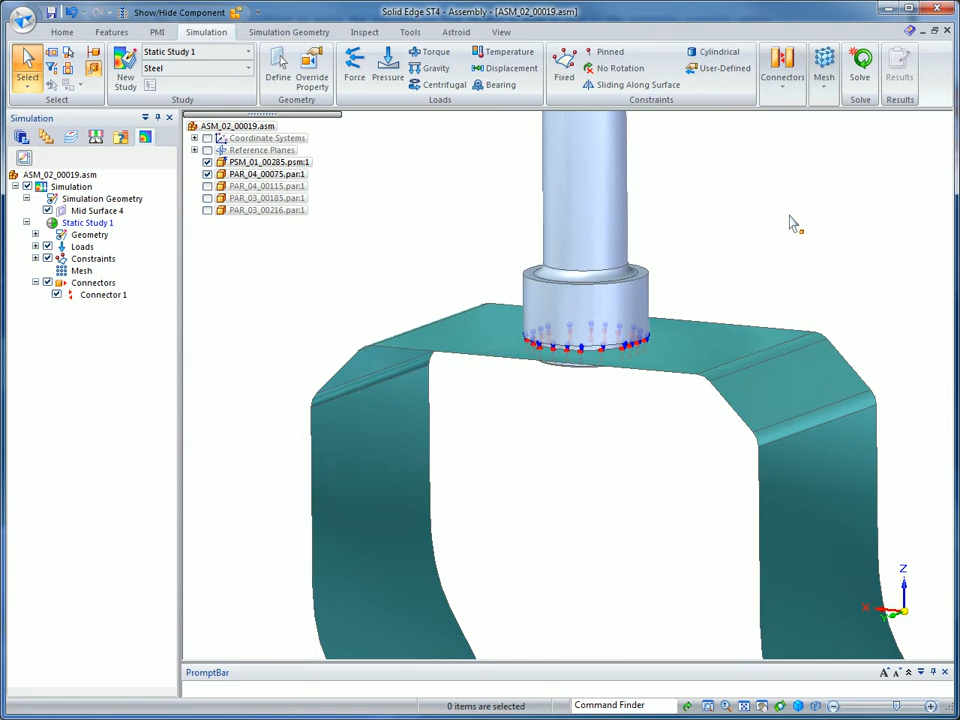 Show/Hide Component
Solid Edge ST4 - Assembly - [ASM_02_00019.asm]
Home Features PMI Assembly Simulation Simulation Geometry Inspect Tools Astroid View
Select
Select
New Study
Static Study 1
Steel
Study
Define
Override Property
Geometry
Force
Pressure
Torque
Gravity
Centrifugal
Temperature
Displacement
Bearing
Loads
Fixed
Pinned
No Rotation
Sliding Along Surface
Cylindrical
User-Defined
Constraints
Connectors
Mesh
Solve
Solve
Results
Results
Simulation
ASM_02_00019.asm
Simulation
Simulation Geometry
Mid Surface 4
Static Study 1
Geometry
Loads
Constraints
Mesh
Connectors
Connector 1
ASM_02_00019.asm
Coordinate Systems
Reference Planes
PSM_01_00285.psm:1
PAR_04_00075.par:1
PAR_04_00115.par:1
PAR_03_00185.par:1
PAR_03_00216.par:1
Z
X
Y
PromptBar
0 items are selected
Command Finder